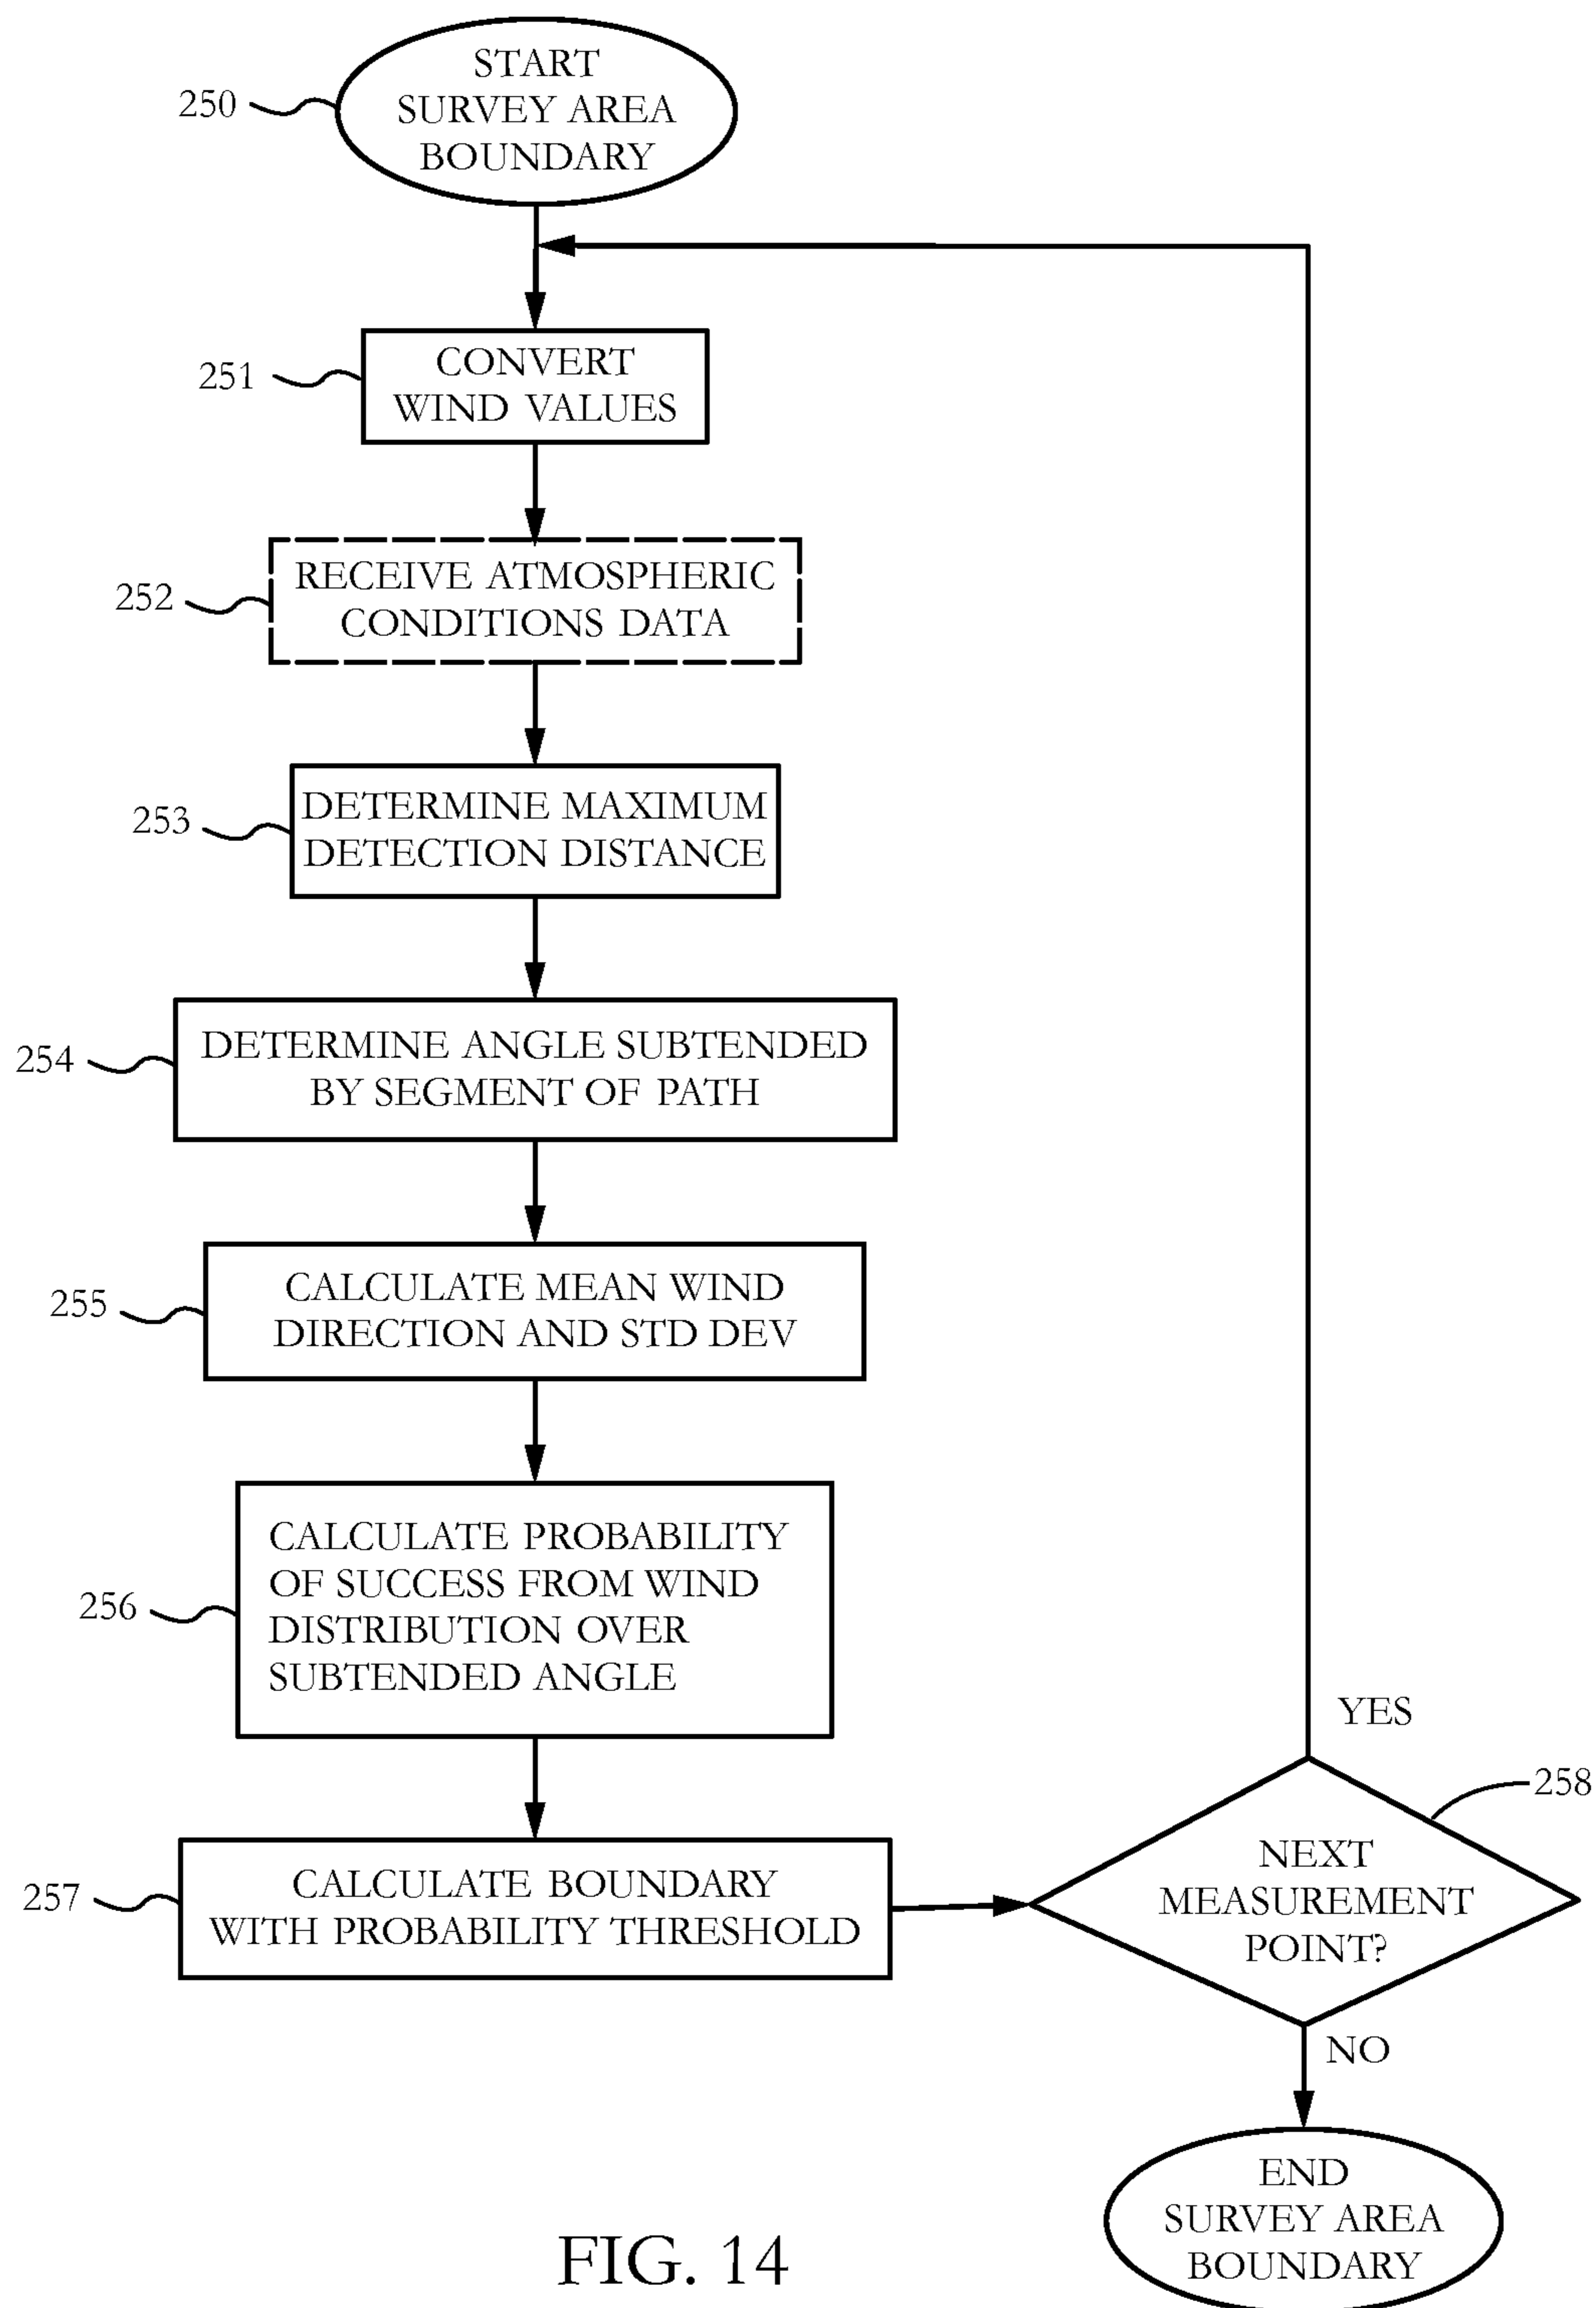 START
SURVEY AREA
BOUNDARY
250
CONVERT
WIND VALUES
251
RECEIVE ATMOSPHERIC
CONDITIONS DATA
252
DETERMINE MAXIMUM
DETECTION DISTANCE
253
DETERMINE ANGLE SUBTENDED
BY SEGMENT OF PATH
254
CALCULATE MEAN WIND
DIRECTION AND STD DEV
255
CALCULATE PROBABILITY
OF SUCCESS FROM WIND
DISTRIBUTION OVER
SUBTENDED ANGLE
256
CALCULATE BOUNDARY
WITH PROBABILITY THRESHOLD
257
YES
258
NEXT
MEASUREMENT
POINT?
NO
END
SURVEY AREA
BOUNDARY
FIG. 14